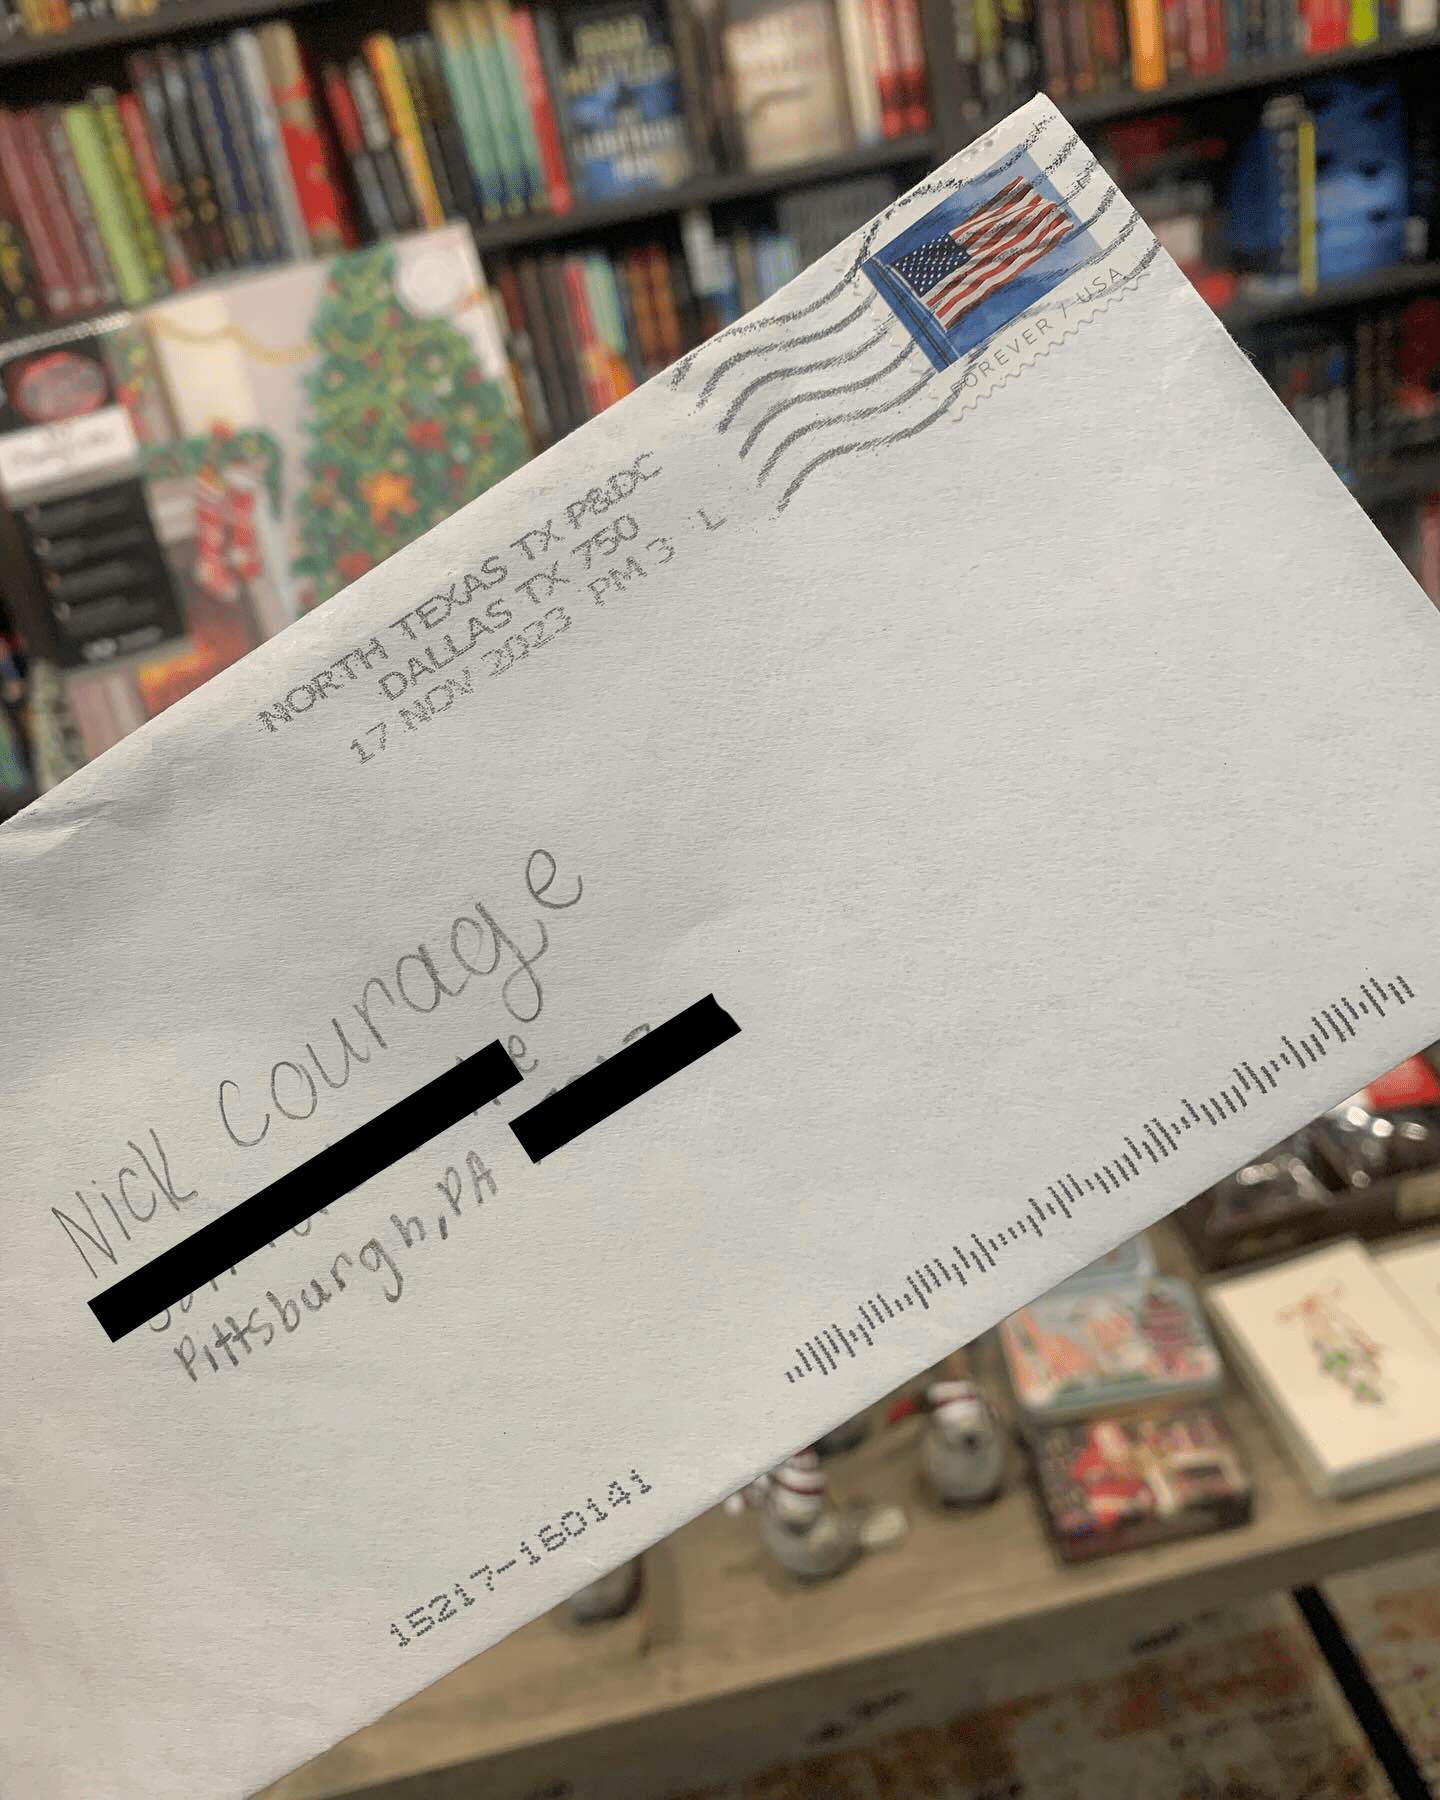 FOREVER / USA
NORTH TEXAS TX P&DC
DALLAS TX 750
17 NOV 2023 PM 3 L
Nick Courage
Pittsburgh, PA
15217-180141